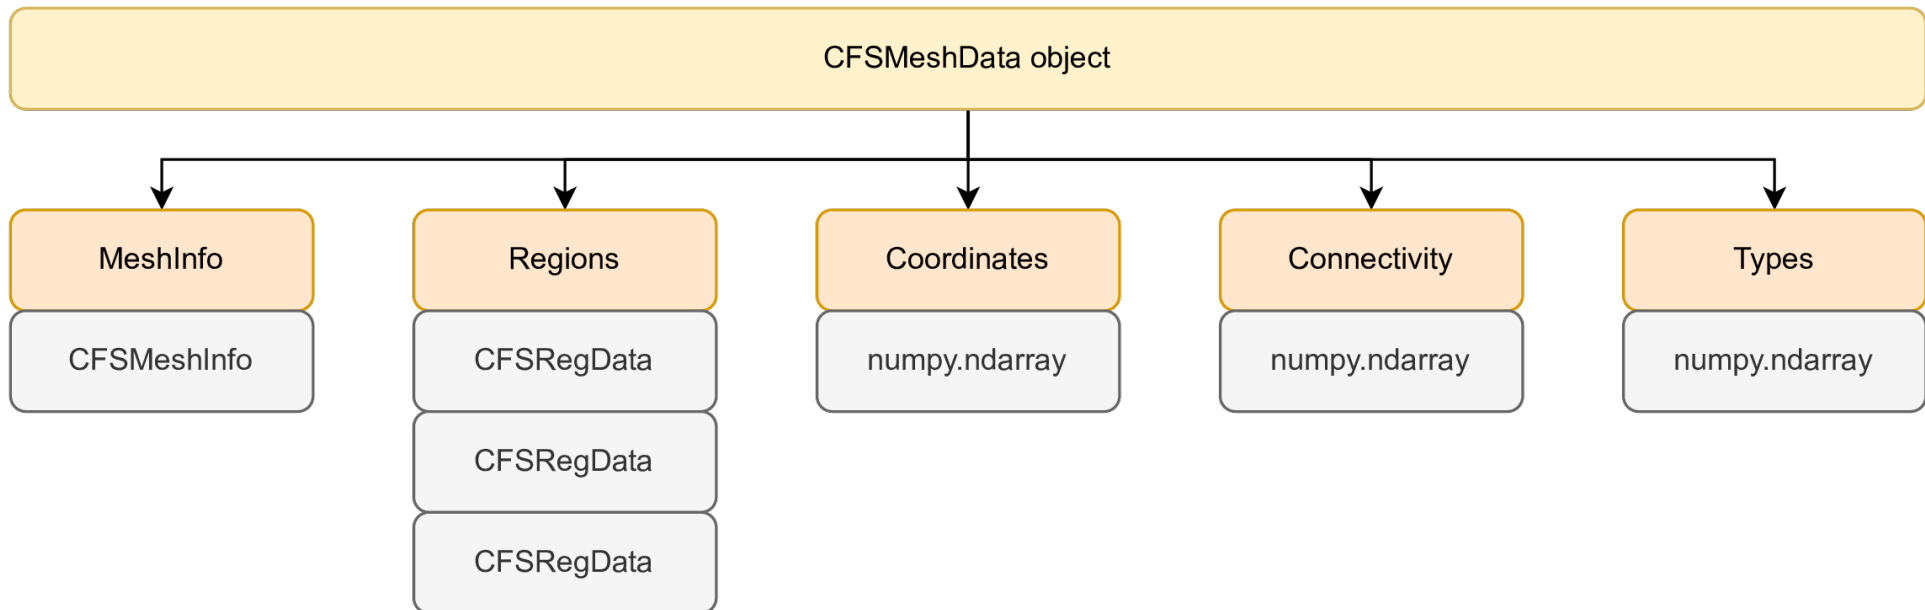 CFSMeshData object
MeshInfo
Regions
Coordinates
Connectivity
Types
CFSMeshInfo
CFSRegData
numpy.ndarray
numpy.ndarray
numpy.ndarray
CFSRegData
CFSRegData